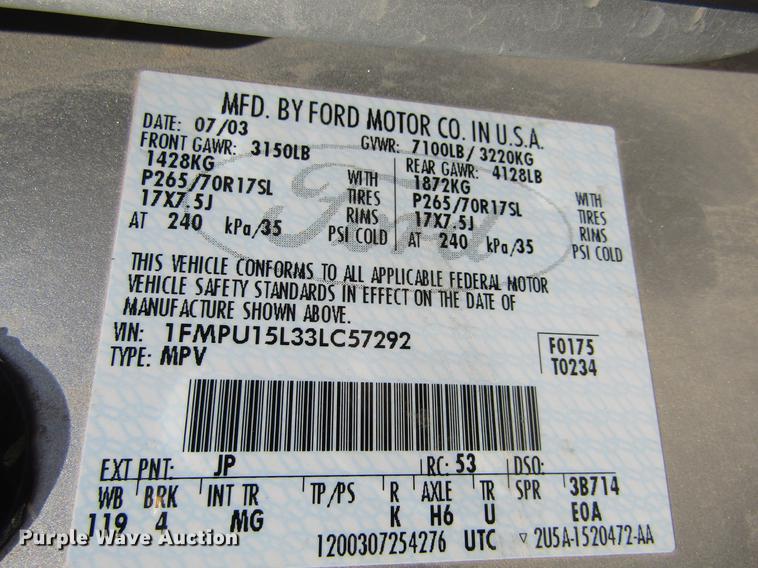 MFD. BY FORD MOTOR CO. IN U.S.A.
DATE: 07/03 GVWR: 7100LB/ 3220KG
FRONT GAWR: 3150LB REAR GAWR: 4128LB
1428KG WITH 1872KG WITH
P265/70R17SL TIRES P265/70R17SL TIRES
17X7.5J RIMS 17X7.5J RIMS
AT 240 kPa/35 PSI COLD AT 240 kPa/35 PSI COLD
Ford
THIS VEHICLE CONFORMS TO ALL APPLICABLE FEDERAL MOTOR
VEHICLE SAFETY STANDARDS IN EFFECT ON THE DATE OF
MANUFACTURE SHOWN ABOVE.
VIN: 1FMPU15L33LC57292 F0175
TYPE: MPV T0234
EXT PNT: JP RC: 53 DSO:
WB BRK INT TR TP/PS R AXLE TR SPR 3B714
119 4 MG K H6 U E0A
1200307254276 UTC ▽ 2U5A-1520472-AA
Purple Wave Auction